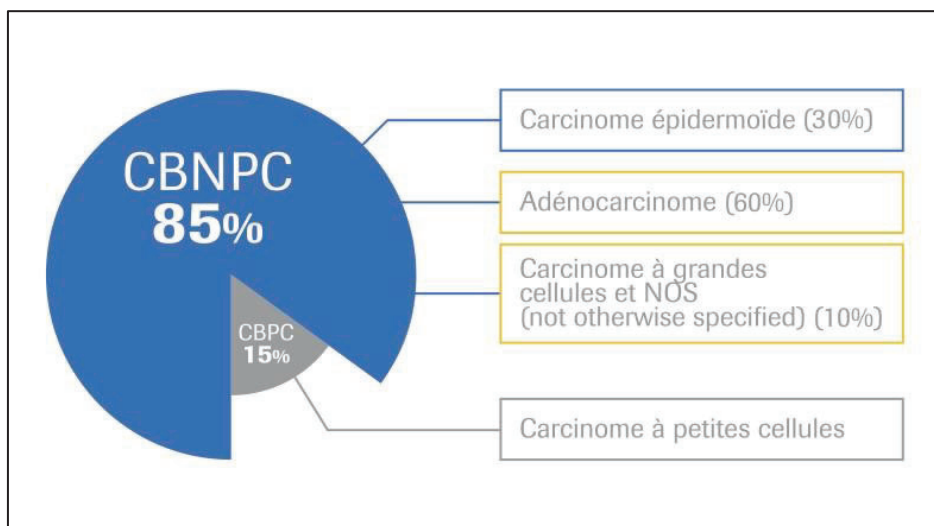 CBNPC
85%
CBPC
15%
Carcinome épidermoïde (30%)
Adénocarcinome (60%)
Carcinome à grandes
cellules et NOS
(not otherwise specified) (10%)
Carcinome à petites cellules